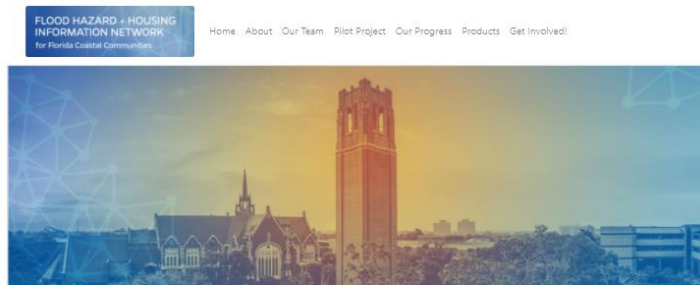 FLOOD HAZARD + HOUSING
INFORMATION NETWORK
for Florida Coastal Communities
Home About Our Team Pilot Project Our Progress Products Get Involved!